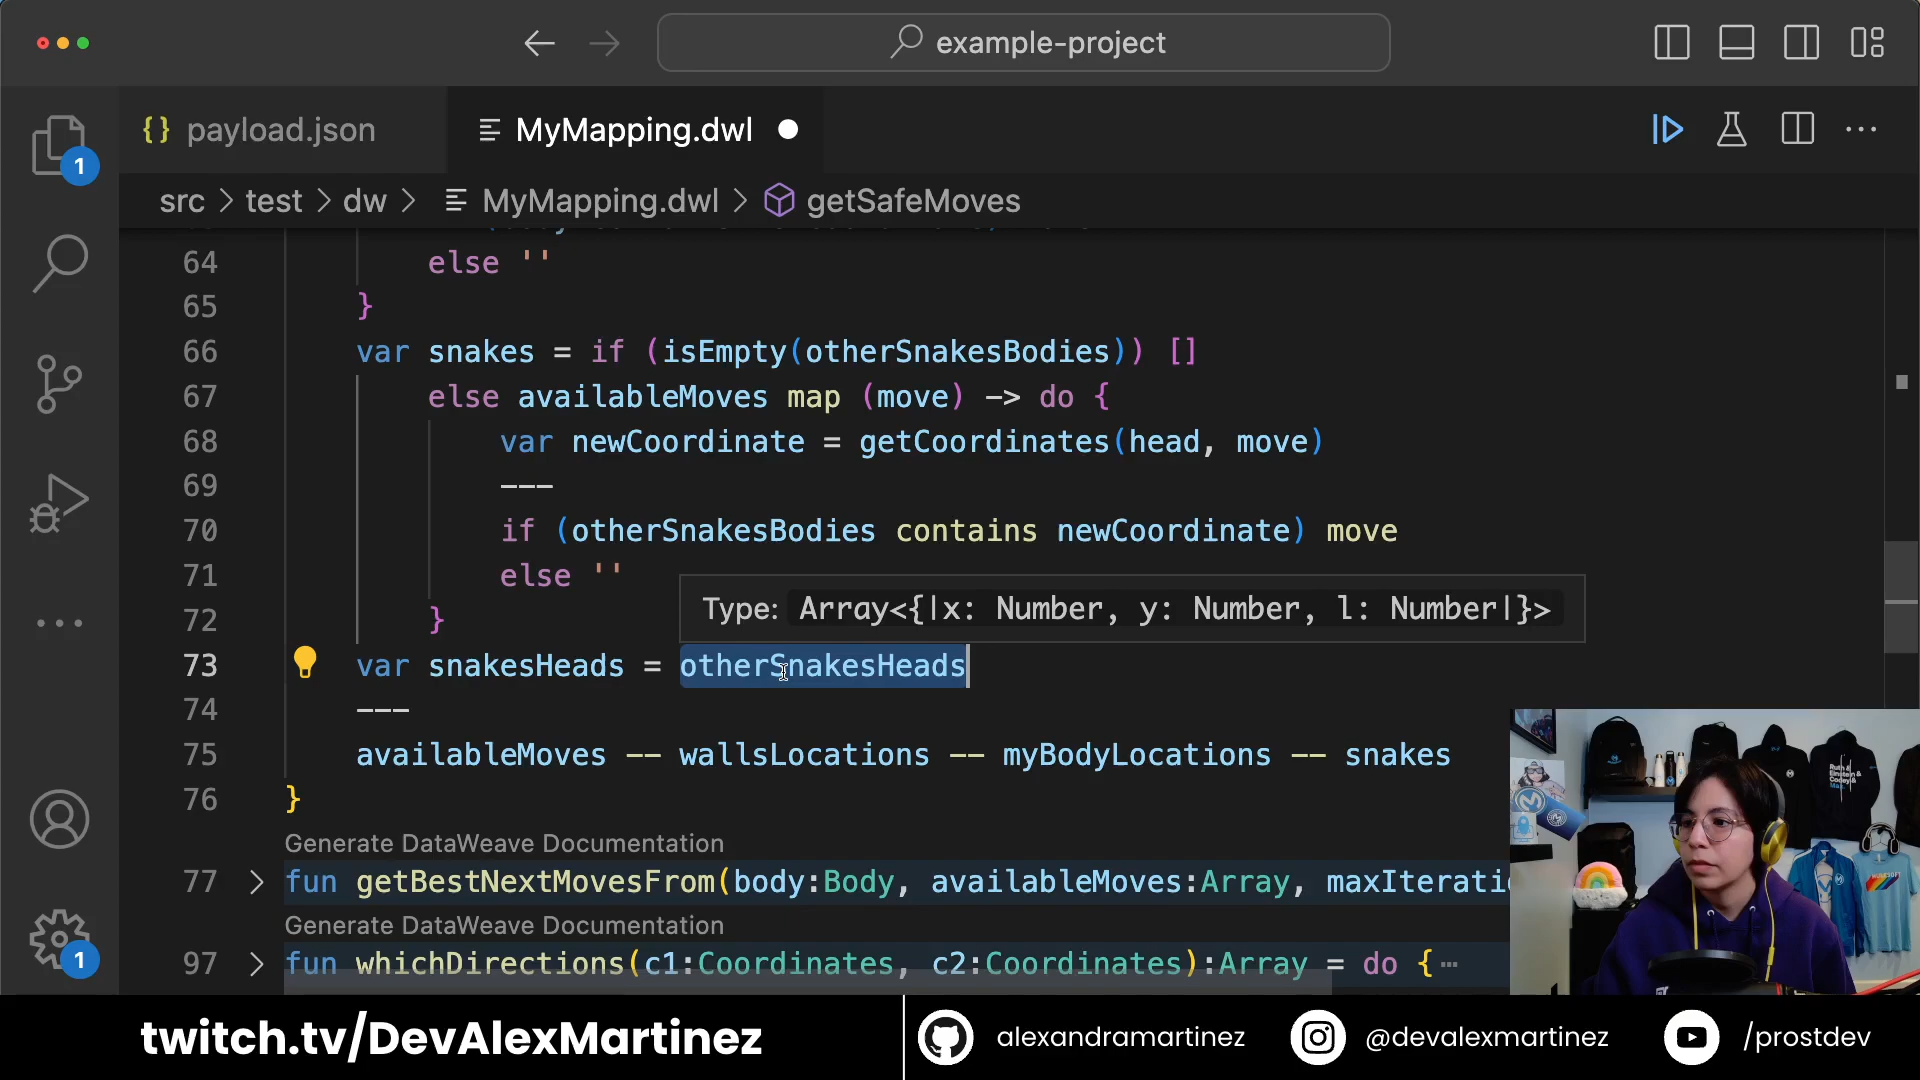 example-project
{} payload.json
MyMapping.dwl
src > test > dw > MyMapping.dwl > getSafeMoves
64 else ''
65 }
66 var snakes = if (isEmpty(otherSnakesBodies)) []
67 else availableMoves map (move) -> do {
68 var newCoordinate = getCoordinates(head, move)
69 ---
70 if (otherSnakesBodies contains newCoordinate) move
71 else ''
Type: Array<{|x: Number, y: Number, l: Number|}>
72 }
73 var snakesHeads = otherSnakesHeads
74 ---
75 availableMoves -- wallsLocations -- myBodyLocations -- snakes
76 }
Generate DataWeave Documentation
77 > fun getBestNextMovesFrom(body:Body, availableMoves:Array, maxIterati
Generate DataWeave Documentation
97 > fun whichDirections(c1:Coordinates, c2:Coordinates):Array = do {…
1
1
twitch.tv/DevAlexMartinez
alexandramartinez
@devalexmartinez
/prostdev